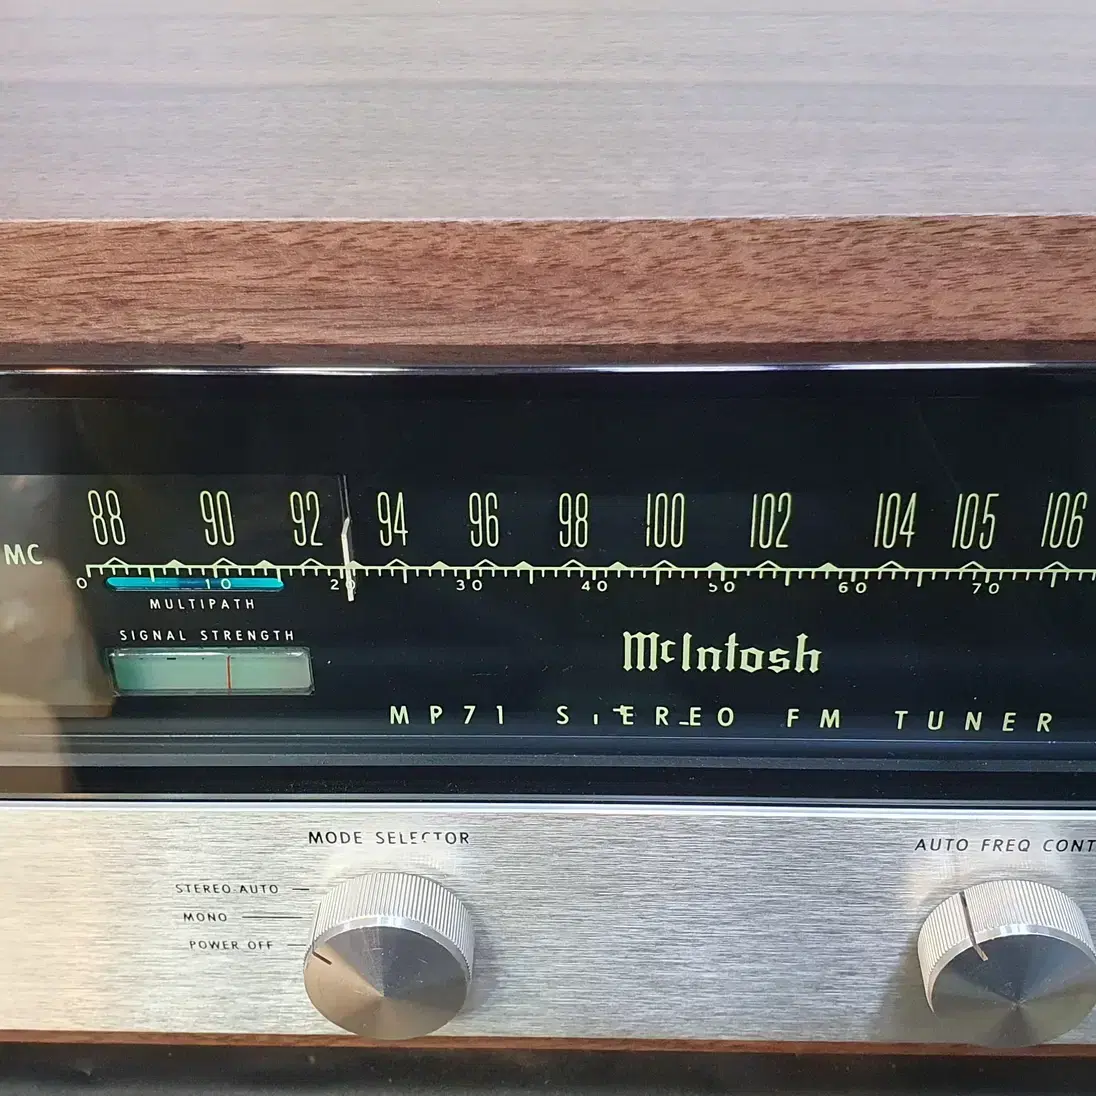 88 90 92 94 96 98 100 102 104 105 106
MC
0 10 20 30 40 50 60 70
MULTIPATH
SIGNAL STRENGTH
McIntosh
MP71 STEREO FM TUNER
MODE SELECTOR
AUTO FREQ CONT
STEREO AUTO
MONO
POWER OFF